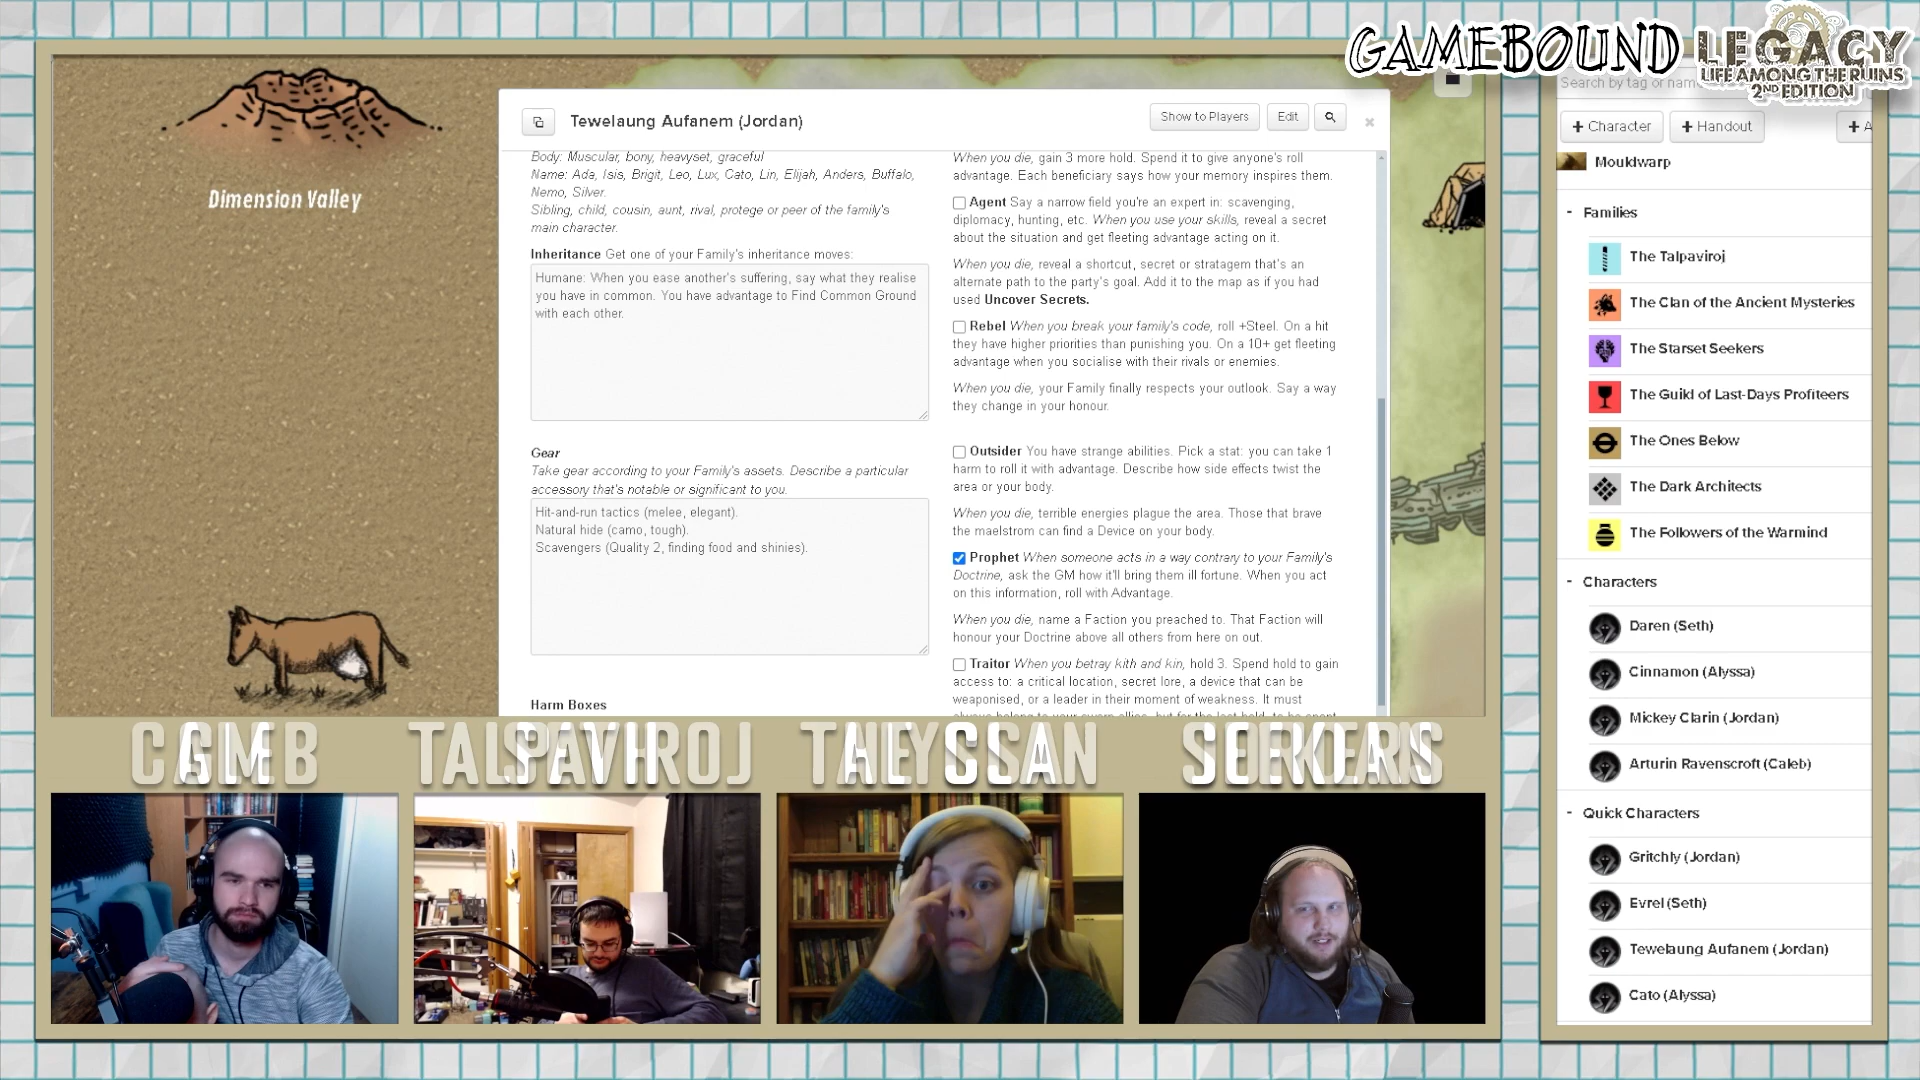 GAMEBOUND
LEGACY
LIFE AMONG THE RUINS
2ND EDITION
Dimension Valley
Tewelaung Aufanem (Jordan)
Show to Players
Edit
Body: Muscular, bony, heavyset, graceful
Name: Ada, Isis, Brigit, Leo, Lux, Cato, Lin, Elijah, Anders, Buffalo,
Nemo, Silver.
Sibling, child, cousin, aunt, rival, protege or peer of the family's
main character.
Inheritance Get one of your Family's inheritance moves:
Humane: When you ease another's suffering, say what they realise
you have in common. You have advantage to Find Common Ground
with each other.
Gear
Take gear according to your Family's assets. Describe a particular
accessory that's notable or significant to you.
Hit-and-run tactics (melee, elegant).
Natural hide (camo, tough).
Scavengers (Quality 2, finding food and shinies).
Harm Boxes
When you die, gain 3 more hold. Spend it to give anyone's roll
advantage. Each beneficiary says how your memory inspires them.
Agent Say a narrow field you're an expert in: scavenging,
diplomacy, hunting, etc. When you use your skills, reveal a secret
about the situation and get fleeting advantage acting on it.
When you die, reveal a shortcut, secret or stratagem that's an
alternate path to the party's goal. Add it to the map as if you had
used Uncover Secrets.
Rebel When you break your family's code, roll +Steel. On a hit
they have higher priorities than punishing you. On a 10+ get fleeting
advantage when you socialise with their rivals or enemies.
When you die, your Family finally respects your outlook. Say a way
they change in your honour.
Outsider You have strange abilities. Pick a stat: you can take 1
harm to roll it with advantage. Describe how side effects twist the
area or your body.
When you die, terrible energies plague the area. Those that brave
the maelstrom can find a Device on your body.
Prophet When someone acts in a way contrary to your Family's
Doctrine, ask the GM how it'll bring them ill fortune. When you act
on this information, roll with Advantage.
When you die, name a Faction you preached to. That Faction will
honour your Doctrine above all others from here on out.
Traitor When you betray kith and kin, hold 3. Spend hold to gain
access to: a critical location, secret lore, a device that can be
weaponised, or a leader in their moment of weakness. It must
Search by tag or name
+ Character
+ Handout
+ A
Mouldwarp
- Families
The Talpaviroj
The Clan of the Ancient Mysteries
The Starset Seekers
The Guild of Last-Days Profiteers
The Ones Below
The Dark Architects
The Followers of the Warmind
- Characters
Daren (Seth)
Cinnamon (Alyssa)
Mickey Clarin (Jordan)
Arturin Ravenscroft (Caleb)
- Quick Characters
Gritchly (Jordan)
Evrel (Seth)
Tewelaung Aufanem (Jordan)
Cato (Alyssa)